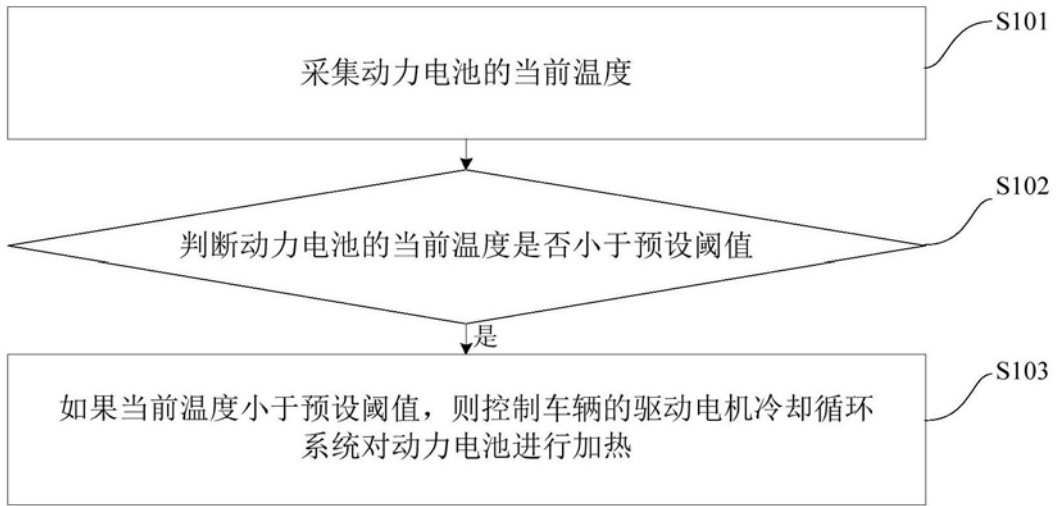 S101
采集动力电池的当前温度
S102
判断动力电池的当前温度是否小于预设阈值
是
S103
如果当前温度小于预设阈值，则控制车辆的驱动电机冷却循环
系统对动力电池进行加热